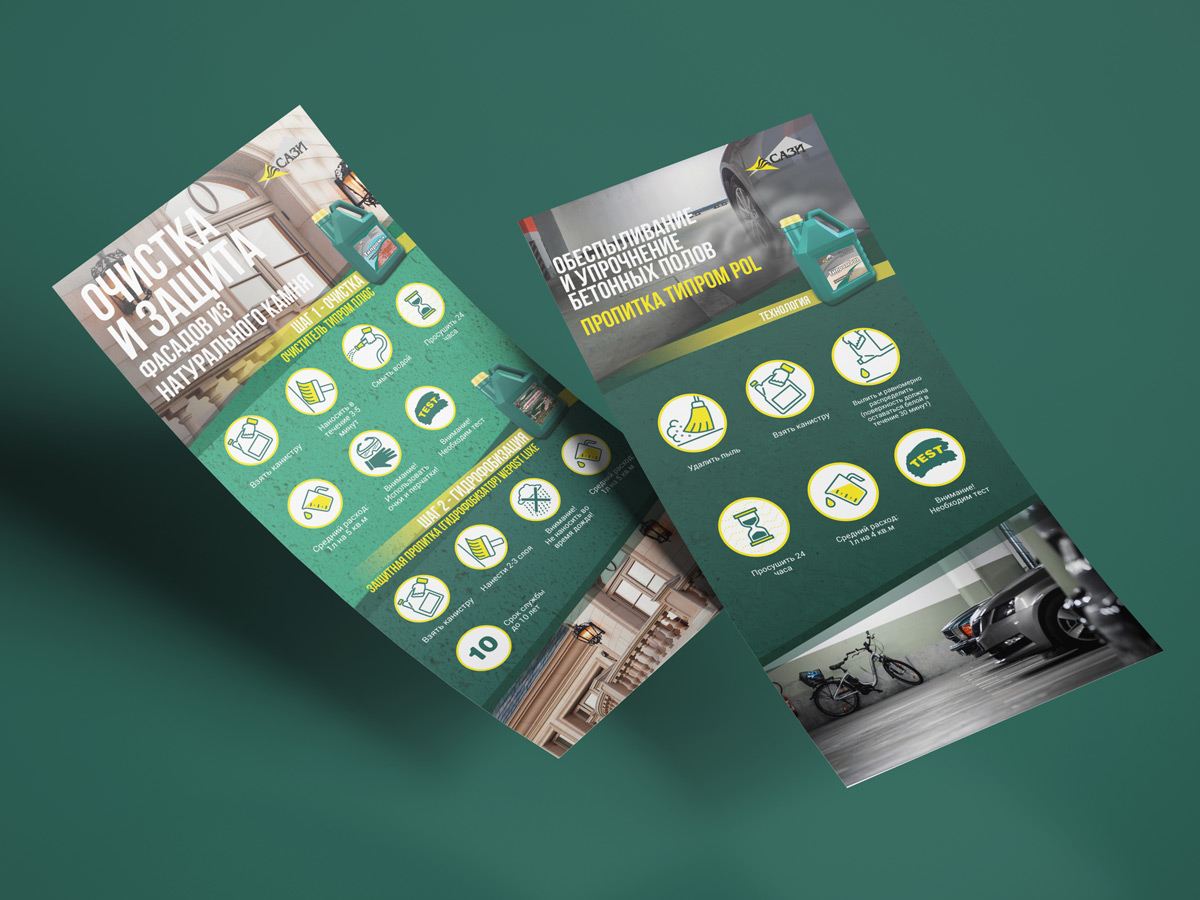 САЗИ
ОЧИСТКА
И ЗАЩИТА
ФАСАДОВ ИЗ
НАТУРАЛЬНОГО КАМНЯ
ШАГ 1 - ОЧИСТКА
ОЧИСТИТЕЛЬ ТИПРОМ ПЛЮС
Взять канистру
Наносить в
течение 3-5
минут
Смыть водой
Просушить 24
часа
Средний расход:
1л на 5 кв.м
Внимание!
Использовать
очки и перчатки!
TEST
Внимание!
Необходим тест
ШАГ 2 - ГИДРОФОБИЗАЦИЯ
ЗАЩИТНАЯ ПРОПИТКА (ГИДРОФОБИЗАТОР) WEPOST LUXE
Взять канистру
Нанести 2-3 слоя
Внимание!
Не наносить во
время дождя!
Средний расход:
1л на 5 кв.м
10
Срок службы
до 10 лет
САЗИ
ОБЕСПЫЛИВАНИЕ
И УПРОЧНЕНИЕ
БЕТОННЫХ ПОЛОВ
ПРОПИТКА ТИПРОМ POL
ТЕХНОЛОГИЯ
Удалить пыль
Взять канистру
Вылить и равномерно
распределить
(поверхность должна
оставаться белой в
течение 30 минут)
Просушить 24
часа
Средний расход:
1л на 4 кв.м
TEST
Внимание!
Необходим тест